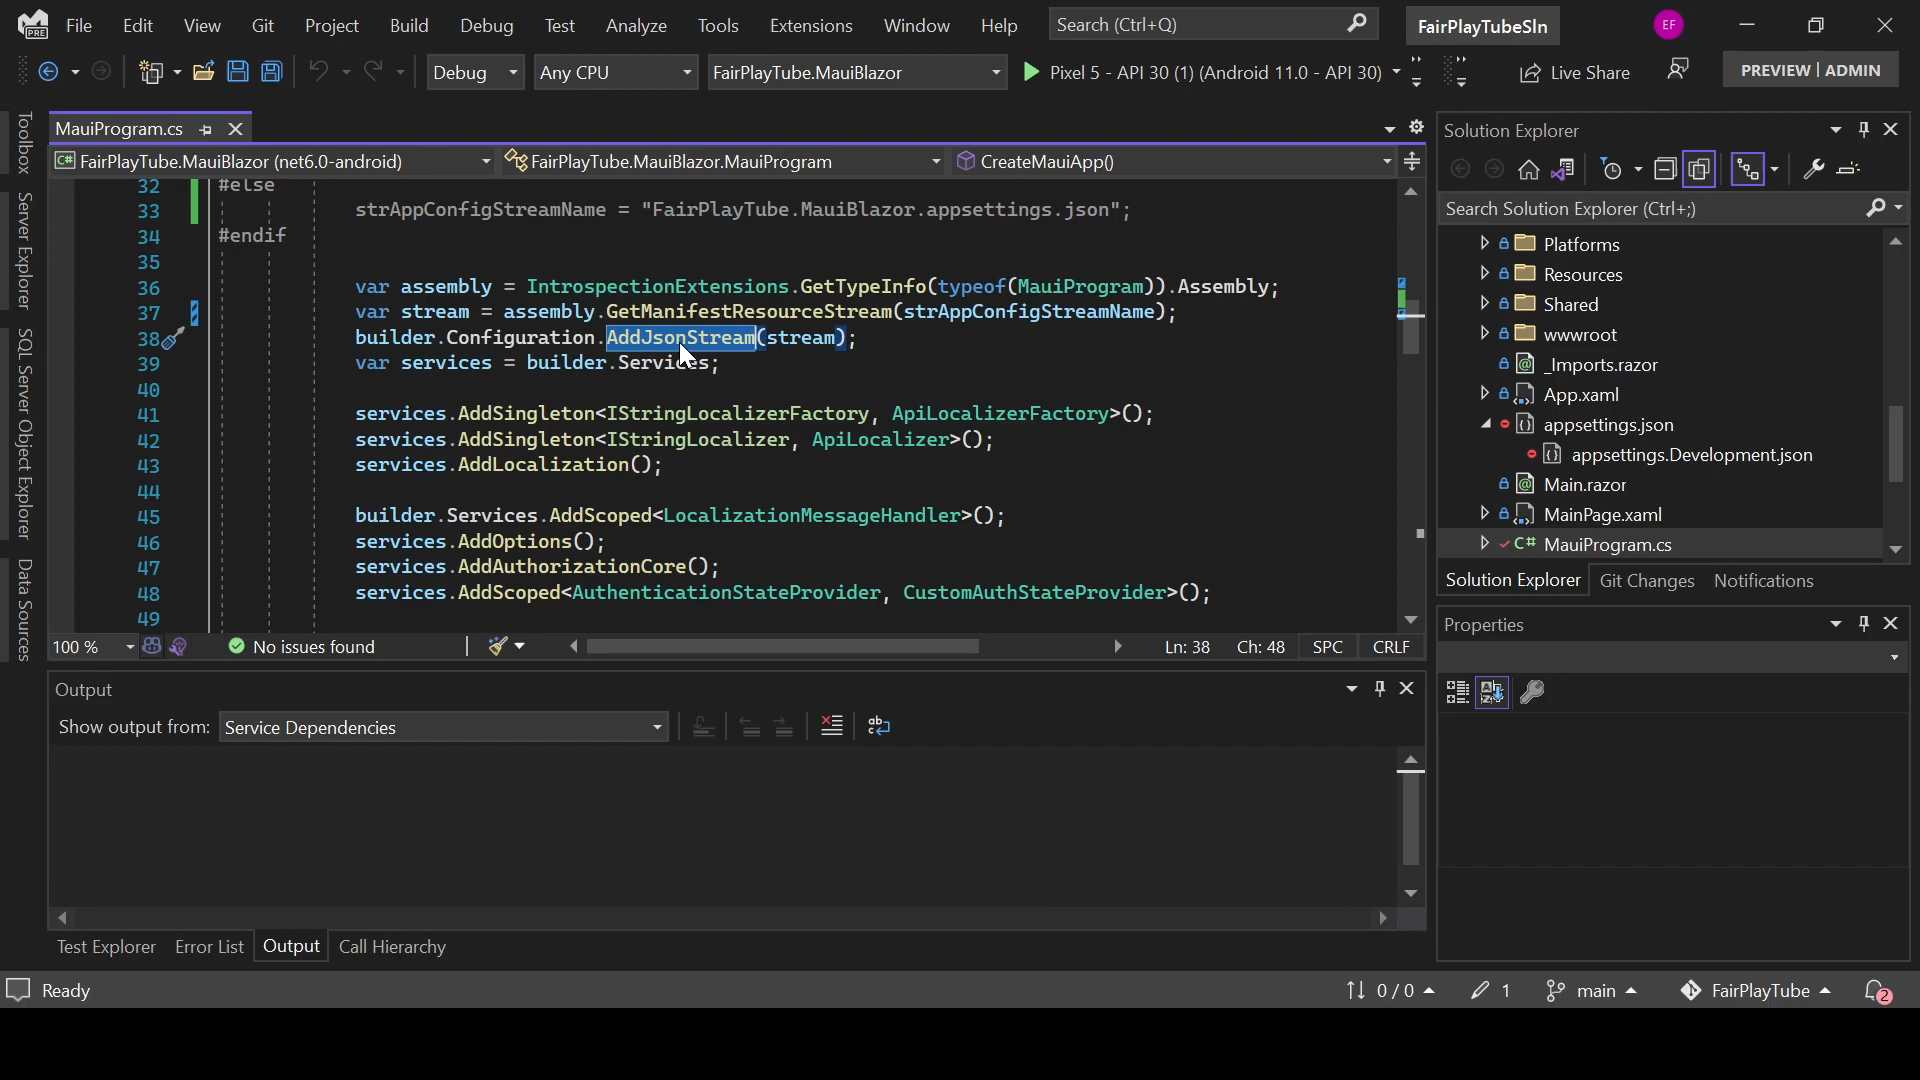 File Edit View Git Project Build Debug Test Analyze Tools Extensions Window Help Search (Ctrl+Q) FairPlayTubeSln EF
PRE
Debug Any CPU FairPlayTube.MauiBlazor Pixel 5 - API 30 (1) (Android 11.0 - API 30) Live Share PREVIEW | ADMIN
Toolbox
Server Explorer
SQL Server Object Explorer
Data Sources
MauiProgram.cs
C# FairPlayTube.MauiBlazor (net6.0-android) FairPlayTube.MauiBlazor.MauiProgram CreateMauiApp()
32 #else
33 strAppConfigStreamName = "FairPlayTube.MauiBlazor.appsettings.json";
34 #endif
35
36 var assembly = IntrospectionExtensions.GetTypeInfo(typeof(MauiProgram)).Assembly;
37 var stream = assembly.GetManifestResourceStream(strAppConfigStreamName);
38 builder.Configuration.AddJsonStream(stream);
39 var services = builder.Services;
40
41 services.AddSingleton<IStringLocalizerFactory, ApiLocalizerFactory>();
42 services.AddSingleton<IStringLocalizer, ApiLocalizer>();
43 services.AddLocalization();
44
45 builder.Services.AddScoped<LocalizationMessageHandler>();
46 services.AddOptions();
47 services.AddAuthorizationCore();
48 services.AddScoped<AuthenticationStateProvider, CustomAuthStateProvider>();
49
100 % No issues found Ln: 38 Ch: 48 SPC CRLF
Output
Show output from: Service Dependencies
Test Explorer Error List Output Call Hierarchy
Solution Explorer
Search Solution Explorer (Ctrl+;)
Platforms
Resources
Shared
wwwroot
_Imports.razor
App.xaml
appsettings.json
appsettings.Development.json
Main.razor
MainPage.xaml
C# MauiProgram.cs
Solution Explorer Git Changes Notifications
Properties
Ready 0 / 0 1 main FairPlayTube 2